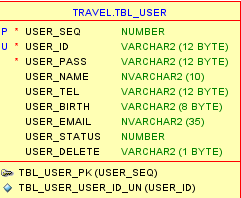 TRAVEL.TBL_USER
P * USER_SEQ NUMBER
U * USER_ID VARCHAR2 (12 BYTE)
* USER_PASS VARCHAR2 (12 BYTE)
USER_NAME NVARCHAR2 (10)
USER_TEL VARCHAR2 (12 BYTE)
USER_BIRTH VARCHAR2 (8 BYTE)
USER_EMAIL NVARCHAR2 (35)
USER_STATUS NUMBER
USER_DELETE VARCHAR2 (1 BYTE)
TBL_USER_PK (USER_SEQ)
TBL_USER_USER_ID_UN (USER_ID)